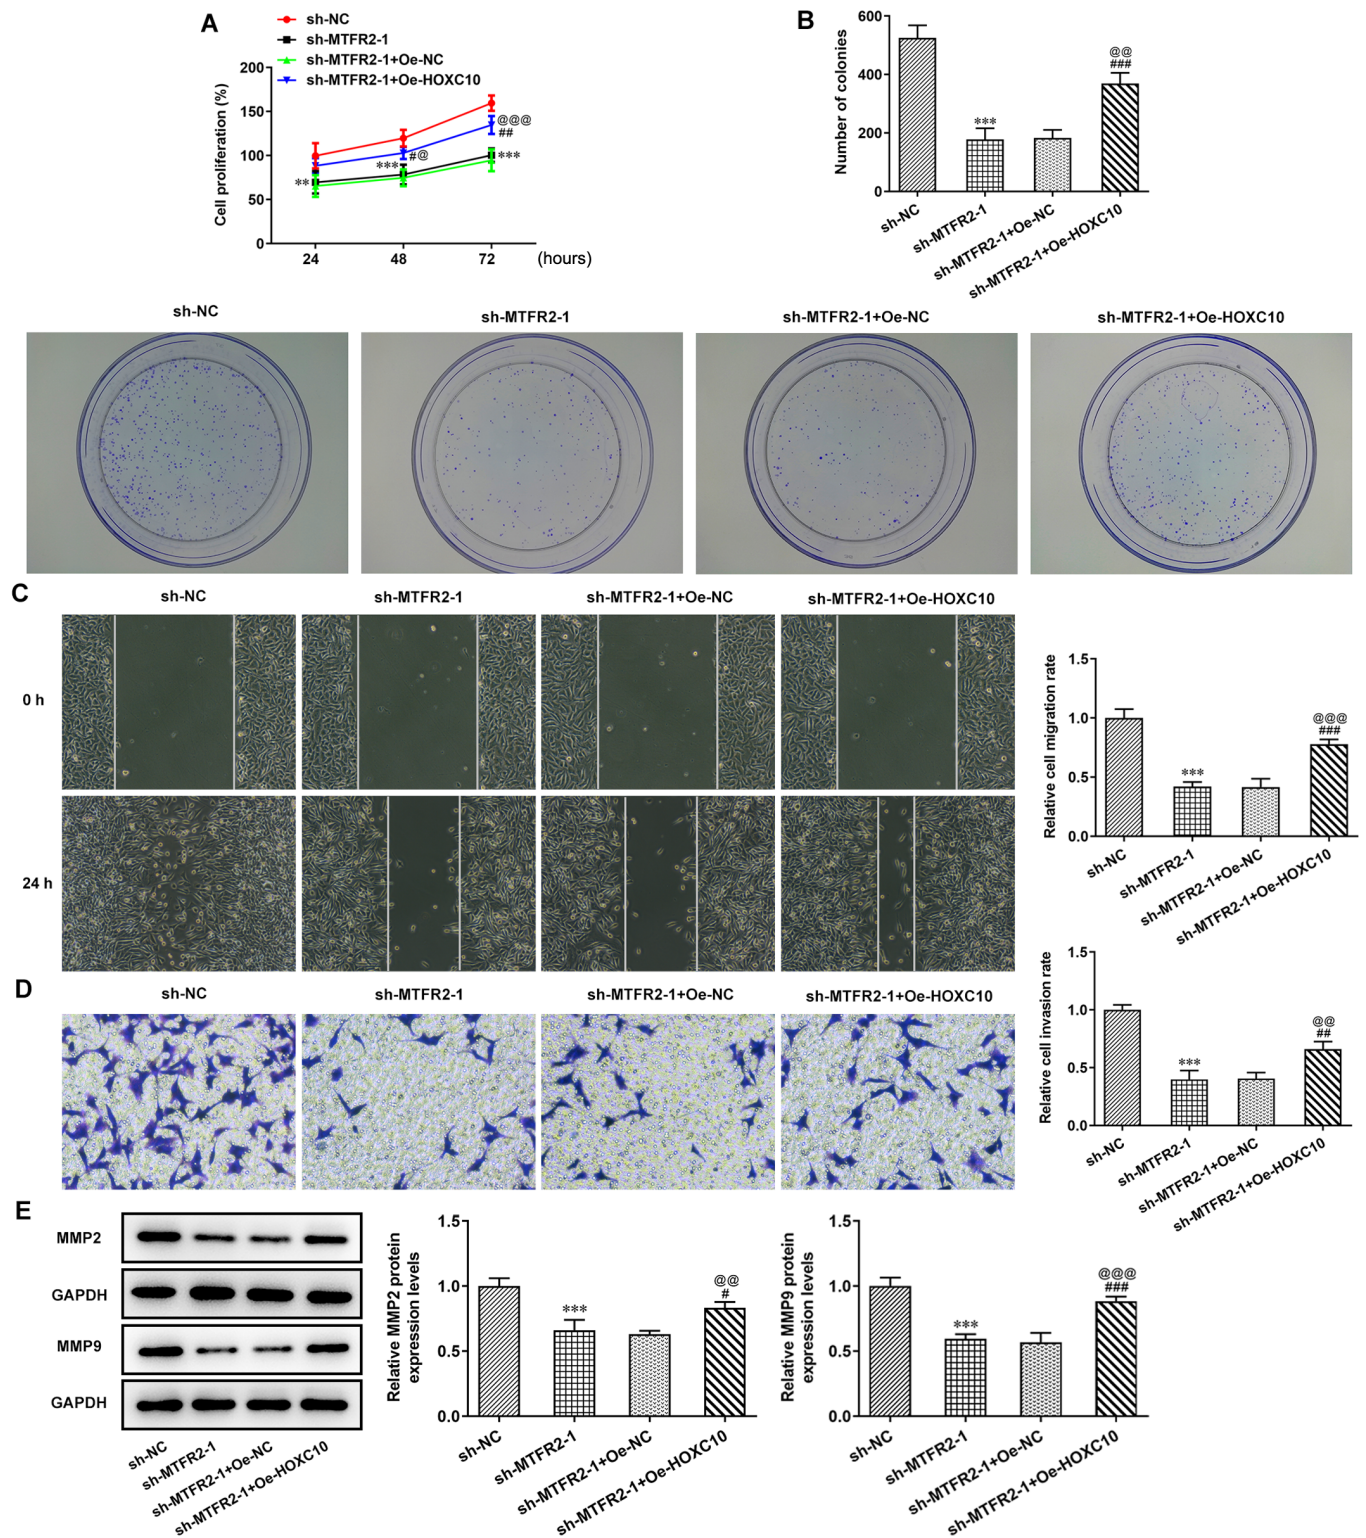 A
sh-NC
sh-MTFR2-1
sh-MTFR2-1+Oe-NC
sh-MTFR2-1+Oe-HOXC10
Cell proliferation (%)
200
150
100
50
0
24 48 72 (hours)
**
***
#@
@@@
##
***
B
Number of colonies
600
400
200
0
***
@@
###
sh-NC
sh-MTFR2-1
sh-MTFR2-1+Oe-NC
sh-MTFR2-1+Oe-HOXC10
sh-NC sh-MTFR2-1 sh-MTFR2-1+Oe-NC sh-MTFR2-1+Oe-HOXC10
C
sh-NC sh-MTFR2-1 sh-MTFR2-1+Oe-NC sh-MTFR2-1+Oe-HOXC10
0 h
24 h
Relative cell migration rate
1.5
1.0
0.5
0.0
***
@@@
###
sh-NC
sh-MTFR2-1
sh-MTFR2-1+Oe-NC
sh-MTFR2-1+Oe-HOXC10
D
sh-NC sh-MTFR2-1 sh-MTFR2-1+Oe-NC sh-MTFR2-1+Oe-HOXC10
Relative cell invasion rate
1.5
1.0
0.5
0.0
***
@@
##
sh-NC
sh-MTFR2-1
sh-MTFR2-1+Oe-NC
sh-MTFR2-1+Oe-HOXC10
E
MMP2
GAPDH
MMP9
GAPDH
sh-NC
sh-MTFR2-1
sh-MTFR2-1+Oe-NC
sh-MTFR2-1+Oe-HOXC10
Relative MMP2 protein
expression levels
1.5
1.0
0.5
0.0
***
@@
#
sh-NC
sh-MTFR2-1
sh-MTFR2-1+Oe-NC
sh-MTFR2-1+Oe-HOXC10
Relative MMP9 protein
expression levels
1.5
1.0
0.5
0.0
***
@@@
###
sh-NC
sh-MTFR2-1
sh-MTFR2-1+Oe-NC
sh-MTFR2-1+Oe-HOXC10